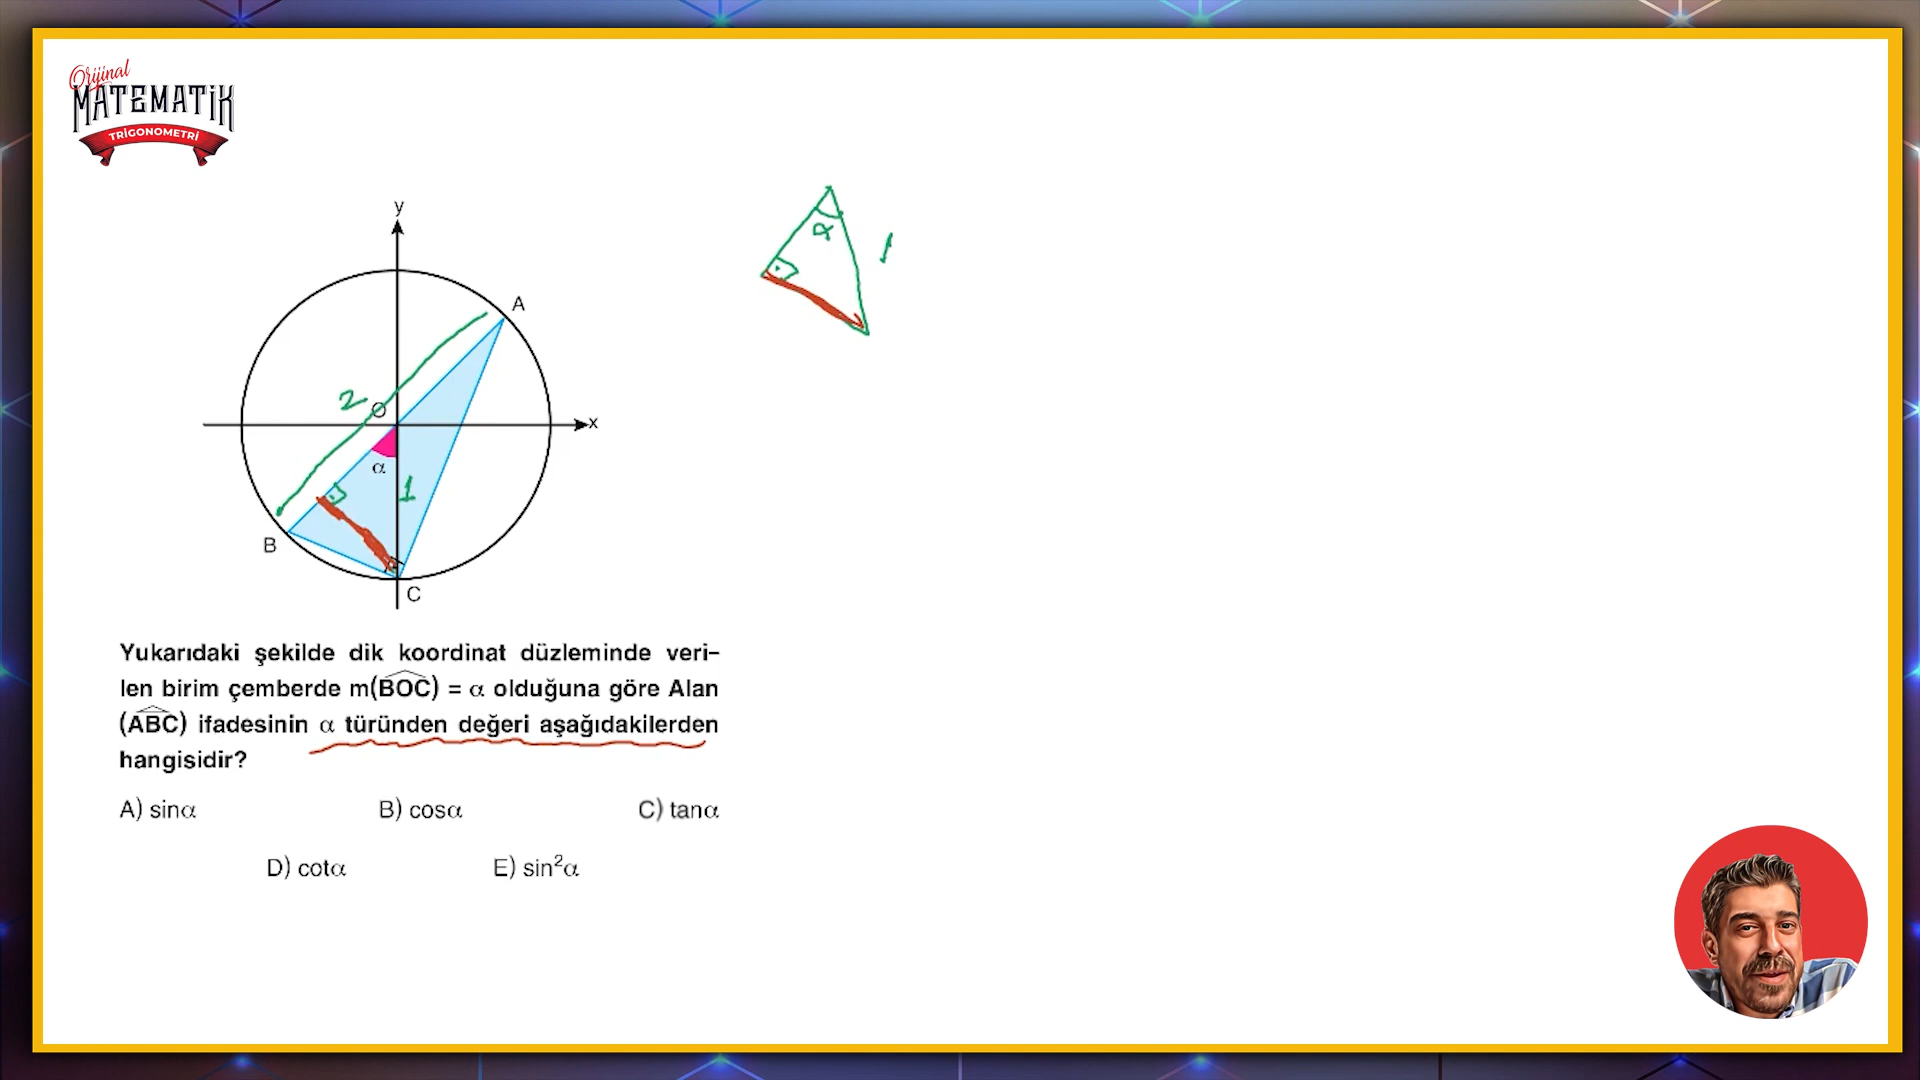 Orijinal
MATEMATİK
TRİGONOMETRİ
y
A
α
1
2
O
x
α
1
B
C
Yukarıdaki şekilde dik koordinat düzleminde veri–
len birim çemberde m(BOC) = α olduğuna göre Alan
(ABC) ifadesinin α türünden değeri aşağıdakilerden
hangisidir?
A) sinα B) cosα C) tanα
D) cotα E) sin²α